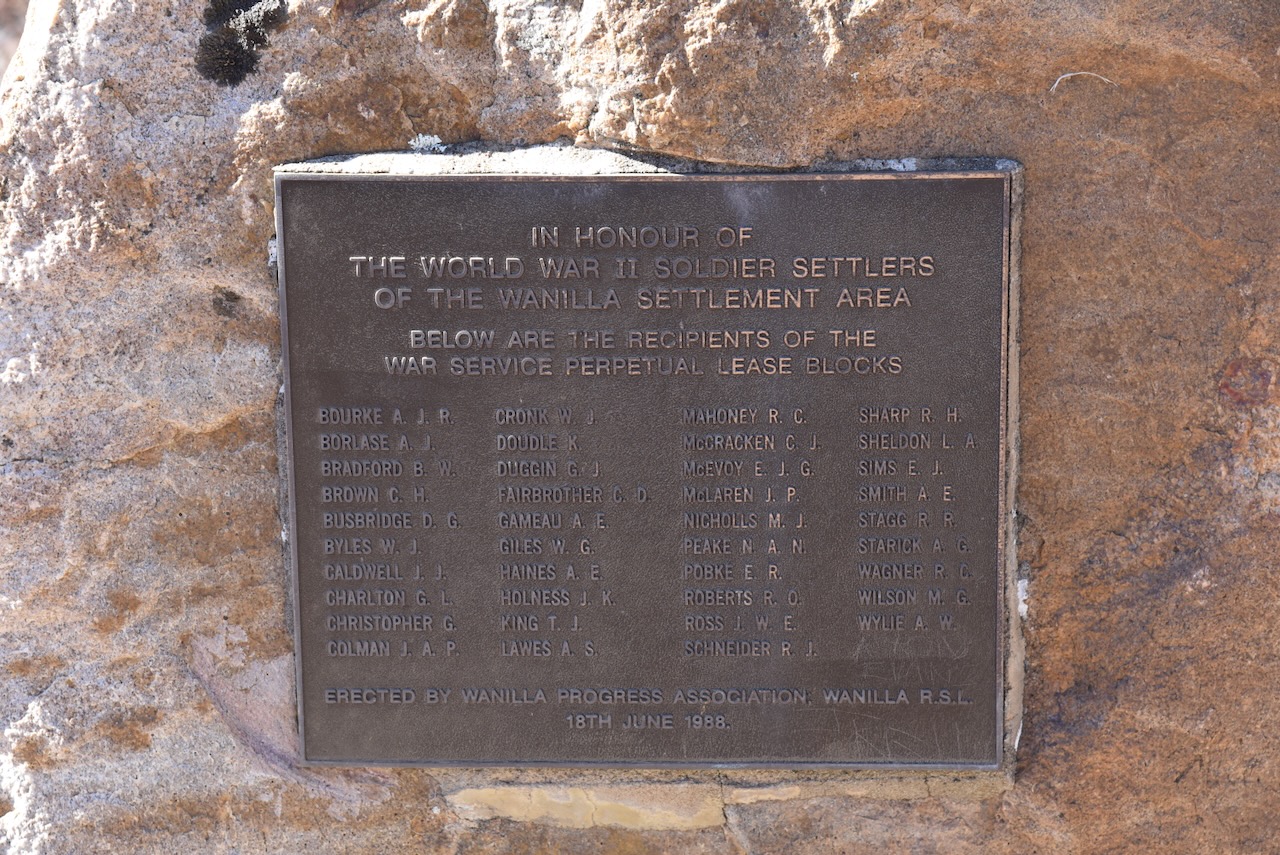 IN HONOUR OF
THE WORLD WAR II SOLDIER SETTLERS
OF THE WANILLA SETTLEMENT AREA
BELOW ARE THE RECIPIENTS OF THE
WAR SERVICE PERPETUAL LEASE BLOCKS
BOURKE A. J. R.
BORLASE A. J.
BRADFORD B. W.
BROWN C. H.
BUSBRIDGE D. G.
BYLES W. J.
CALDWELL J. J.
CHARLTON G. L.
CHRISTOPHER G.
COLMAN J. A. P.
CRONK W. J.
DOUDLE K.
DUGGIN G. J.
FAIRBROTHER C. D.
GAMEAU A. E.
GILES W. G.
HAINES A. E.
HOLNESS J. K.
KING T. J.
LAWES A. S.
MAHONEY R. C.
McCRACKEN C. J.
McEVOY E. J. G.
McLAREN J. P.
NICHOLLS M. J.
PEAKE N. A. N.
POBKE E. R.
ROBERTS R. O.
ROSS J. W. E.
SCHNEIDER R. J.
SHARP R. H.
SHELDON L. A.
SIMS E. J.
SMITH A. E.
STAGG R. R.
STARICK A. G.
WAGNER R. C.
WILSON M. G.
WYLIE A. W.
ERECTED BY WANILLA PROGRESS ASSOCIATION, WANILLA R.S.L.
18TH JUNE 1988.